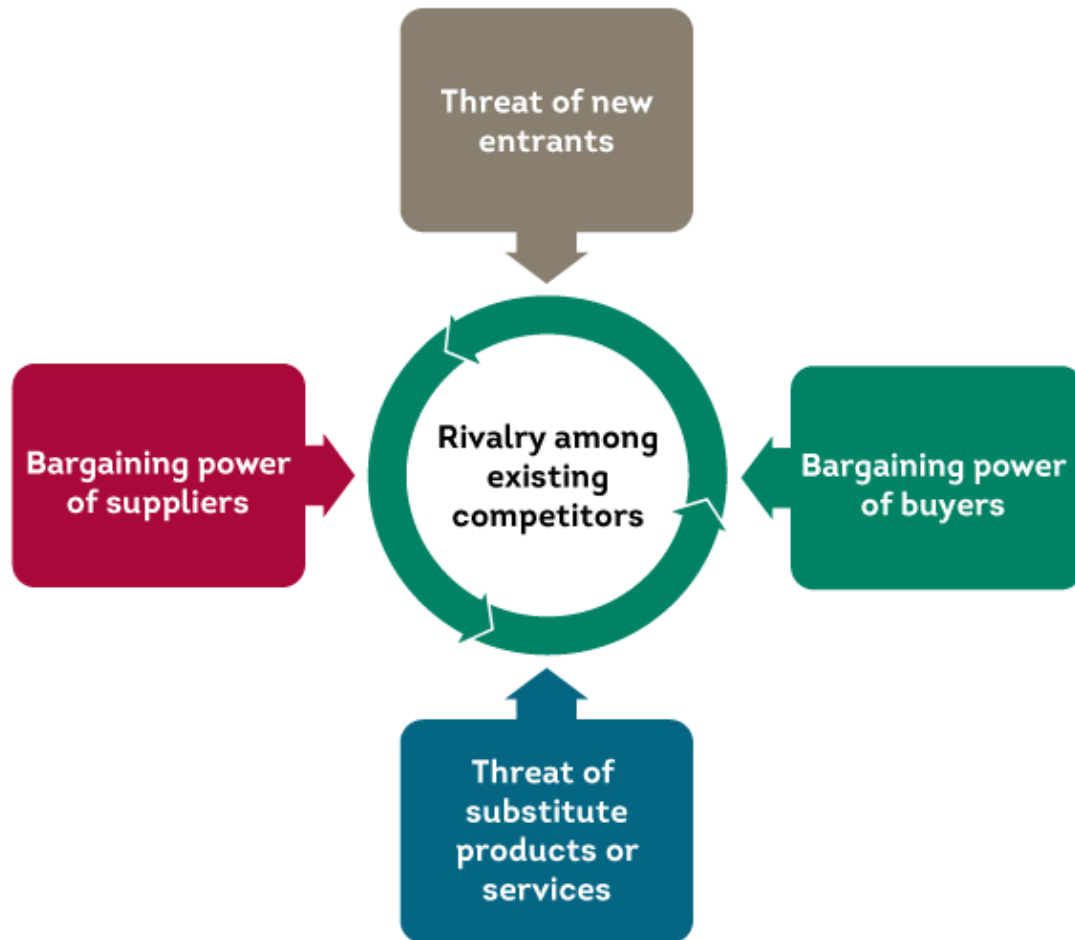 Threat of new
entrants
Bargaining power
of suppliers
Rivalry among
existing
competitors
Bargaining power
of buyers
Threat of
substitute
products or
services